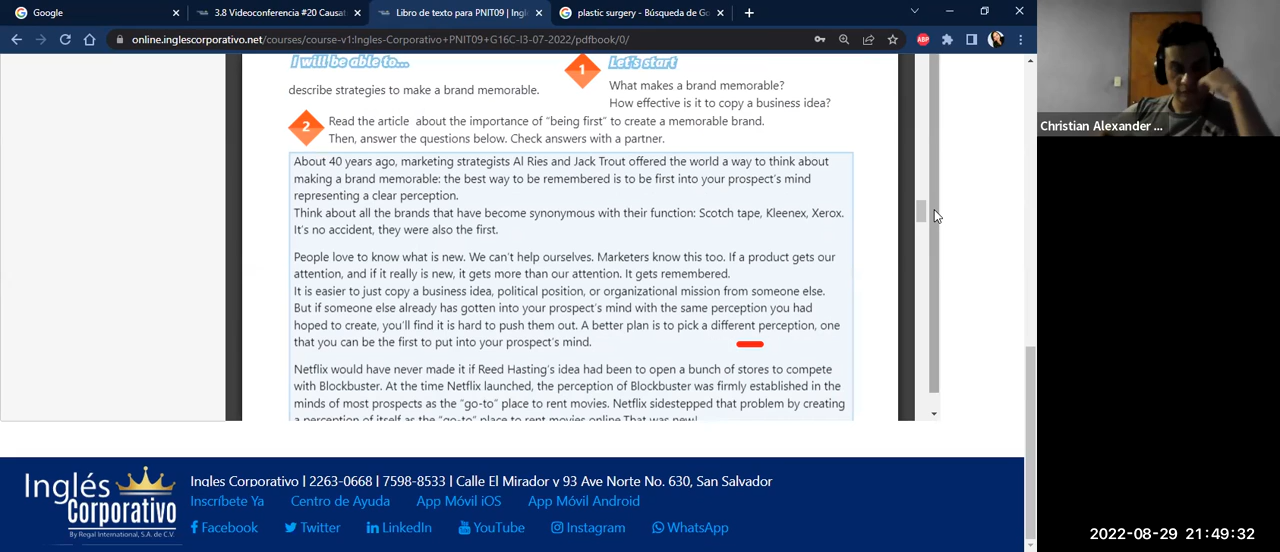 Google
3.8 Videoconferencia #20 Causat
Libro de texto para PNIT09 | Ingl
plastic surgery - Búsqueda de Go
online.inglescorporativo.net/courses/course-v1:Ingles-Corporativo+PNIT09+G16C-I3-07-2022/pdfbook/0/
ABP
I will be able to...
describe strategies to make a brand memorable.
1
Let's start
What makes a brand memorable?
How effective is it to copy a business idea?
2
Read the article about the importance of “being first” to create a memorable brand.
Then, answer the questions below. Check answers with a partner.
About 40 years ago, marketing strategists Al Ries and Jack Trout offered the world a way to think about
making a brand memorable: the best way to be remembered is to be first into your prospect’s mind
representing a clear perception.
Think about all the brands that have become synonymous with their function: Scotch tape, Kleenex, Xerox.
It’s no accident, they were also the first.
People love to know what is new. We can’t help ourselves. Marketers know this too. If a product gets our
attention, and if it really is new, it gets more than our attention. It gets remembered.
It is easier to just copy a business idea, political position, or organizational mission from someone else.
But if someone else already has gotten into your prospect’s mind with the same perception you had
hoped to create, you’ll find it is hard to push them out. A better plan is to pick a different perception, one
that you can be the first to put into your prospect’s mind.
Netflix would have never made it if Reed Hasting’s idea had been to open a bunch of stores to compete
with Blockbuster. At the time Netflix launched, the perception of Blockbuster was firmly established in the
minds of most prospects as the “go-to” place to rent movies. Netflix sidestepped that problem by creating
a perception of itself as the “go-to” place to rent movies online. That was new!
Christian Alexander ...
Inglés
Corporativo
By Regal International, S.A. de C.V.
Ingles Corporativo | 2263-0668 | 7598-8533 | Calle El Mirador y 93 Ave Norte No. 630, San Salvador
Inscríbete Ya Centro de Ayuda App Móvil iOS App Móvil Android
Facebook Twitter LinkedIn YouTube Instagram WhatsApp
2022-08-29 21:49:32